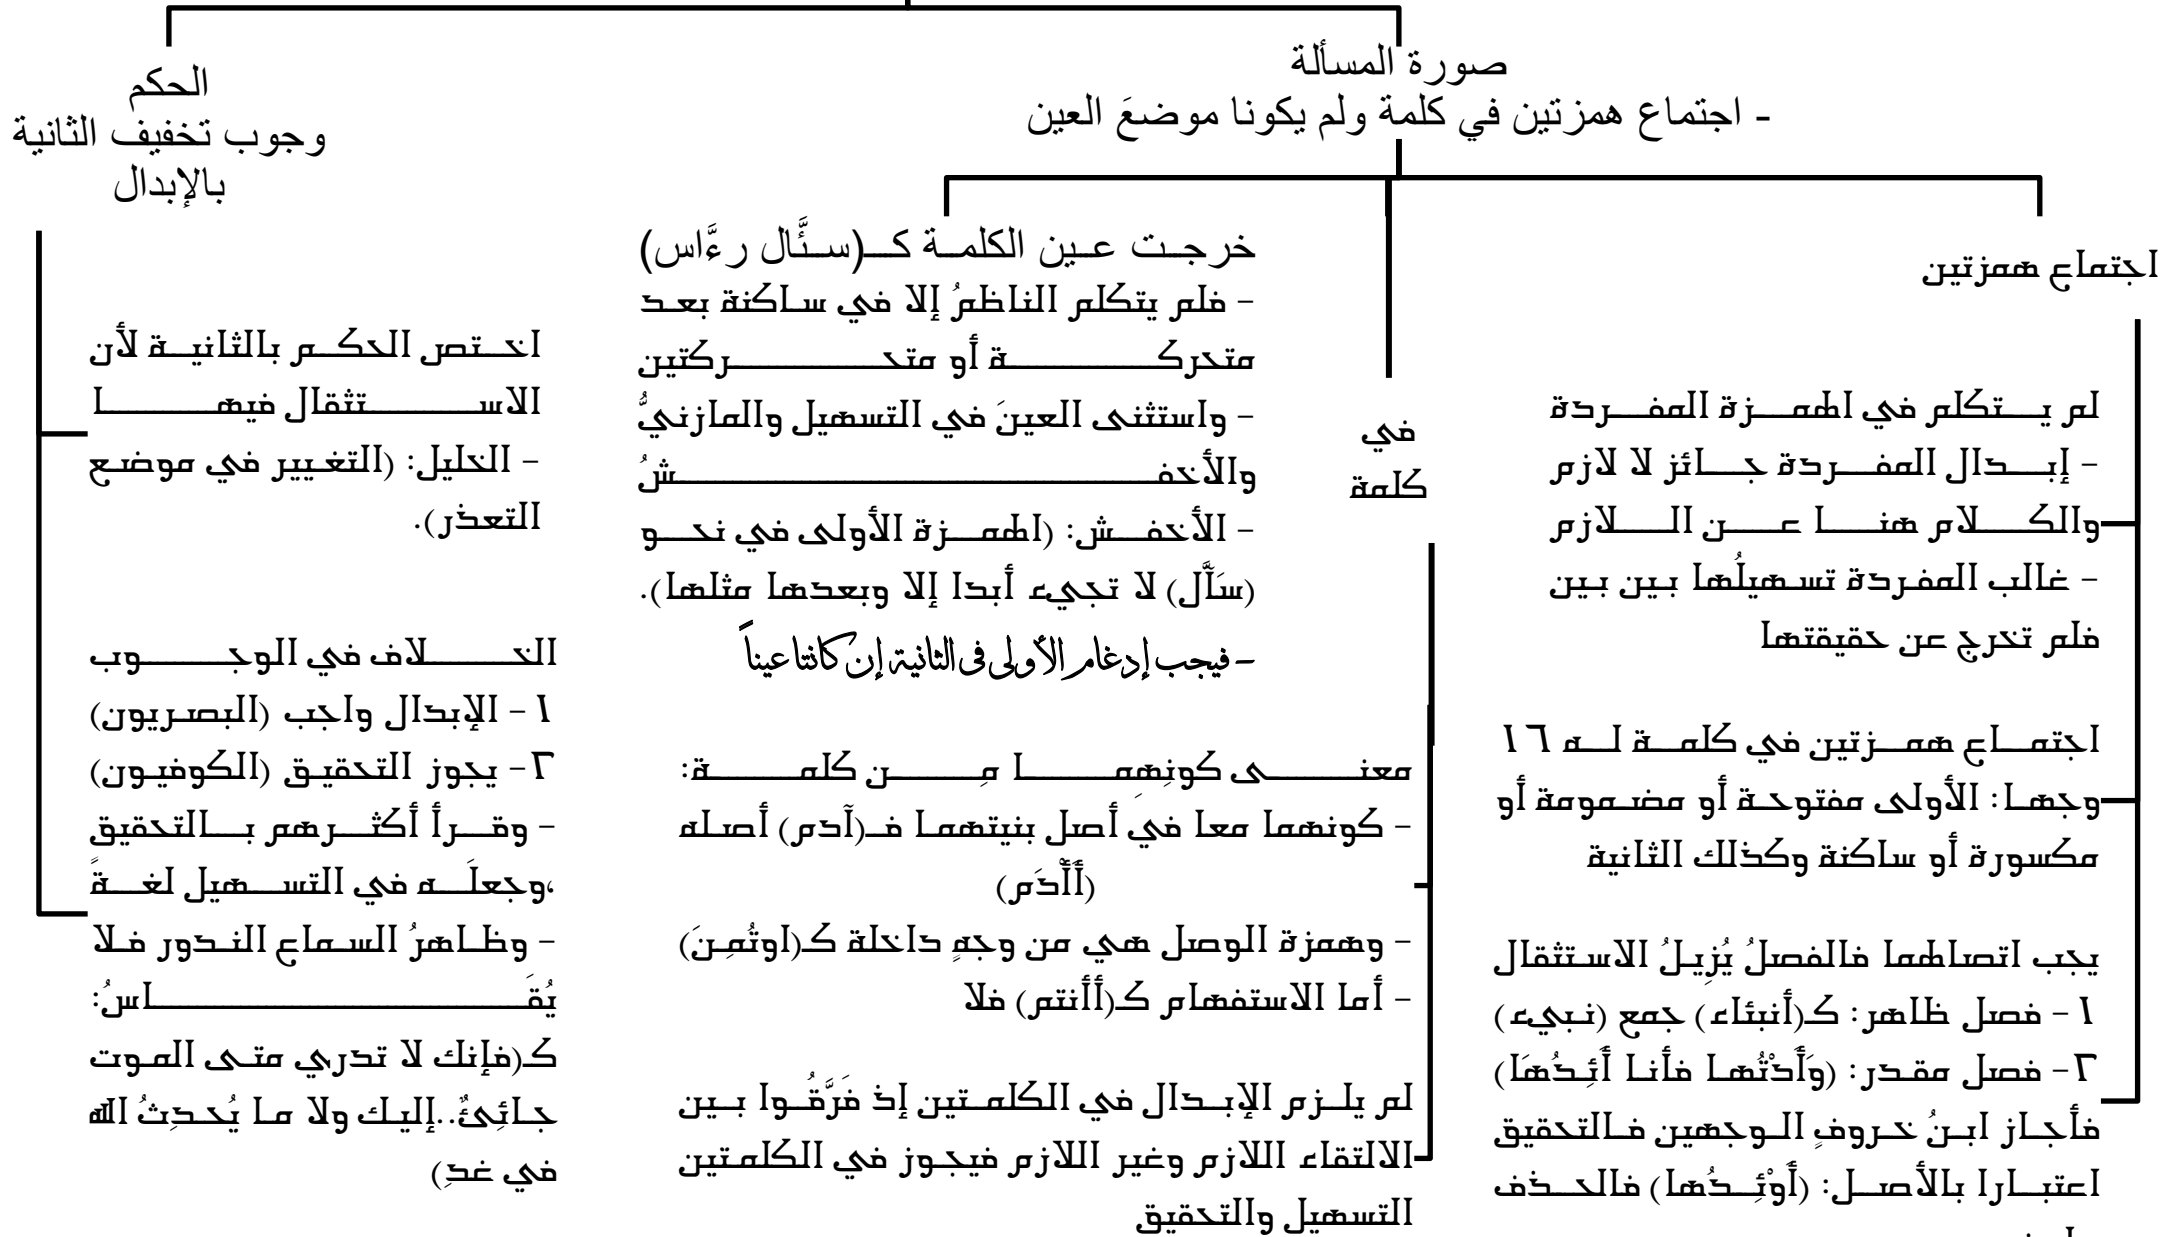 صورة المسألة
- اجتماع همزتين في كلمة ولم يكونا موضعَ العين
اجتماع همزتين
لم يتكلم في الهمزة المفردة
- إبدال المفردة جائز لا لازم
والكلام هنا عن اللازم
- غالب المفردة تسهيلُها بين بين
فلم تخرج عن حقيقتها
اجتماع همزتين في كلمة له ١٦
وجها: الأولى مفتوحة أو مضمومة أو
مكسورة أو ساكنة وكذلك الثانية
يجب اتصالهما فالفصلُ يُزِيلُ الاستثقال
١- فصل ظاهر: كـ(أنبئاء) جمع (نبيء)
٢- فصل مقدر: (وَأَدْتُهَا فأنا أَئِدُهَا)
فأجاز ابنُ خروفٍ الوجهين فالتحقيق
اعتبارا بالأصل: (أَوْئِدُها) فالحذف
في
كلمة
معنى كونِهِما مِن كلمة:
- كونهما معا في أصل بنيتهما فـ(آدم) أصله
(أَأْدَم)
- وهمزة الوصل هي من وجهٍ داخلة كـ(اوتُمِنَ)
- أما الاستفهام كـ(أأنتم) فلا
لم يلزم الإبدال في الكلمتين إذ فَرَّقُوا بين
الالتقاء اللازم وغير اللازم فيجوز في الكلمتين
التسهيل والتحقيق
خرجت عين الكلمة كـ(سئَّال رءَّاس)
- فلم يتكلم الناظمُ إلا في ساكنة بعد
متحركة أو متحركتين
- واستثنى العينَ في التسهيل والمازنيُّ
والأخفشُ
- الأخفش: (الهمزة الأولى في نحو
(سَآَّل) لا تجيء أبدا إلا وبعدها مثلها).
- فيجب إدغام الأولى في الثانية إن كانتا عيناً
الحكم
وجوب تخفيف الثانية
بالإبدال
اختص الحكم بالثانية لأن
الاستثقال فيها
- الخليل: (التغيير في موضع
التعذر).
الخلاف في الوجوب
١- الإبدال واجب (البصريون)
٢- يجوز التحقيق (الكوفيون)
- وقرأ أكثرهم بالتحقيق
،وجعلَه في التسهيل لغةً
- وظاهرُ السماع الندور فلا
يُقَاسُ:
كـ(فإنك لا تدري متى الموت
جائِئٌ..إليك ولا ما يُحدِثُ الله
في غدِ)